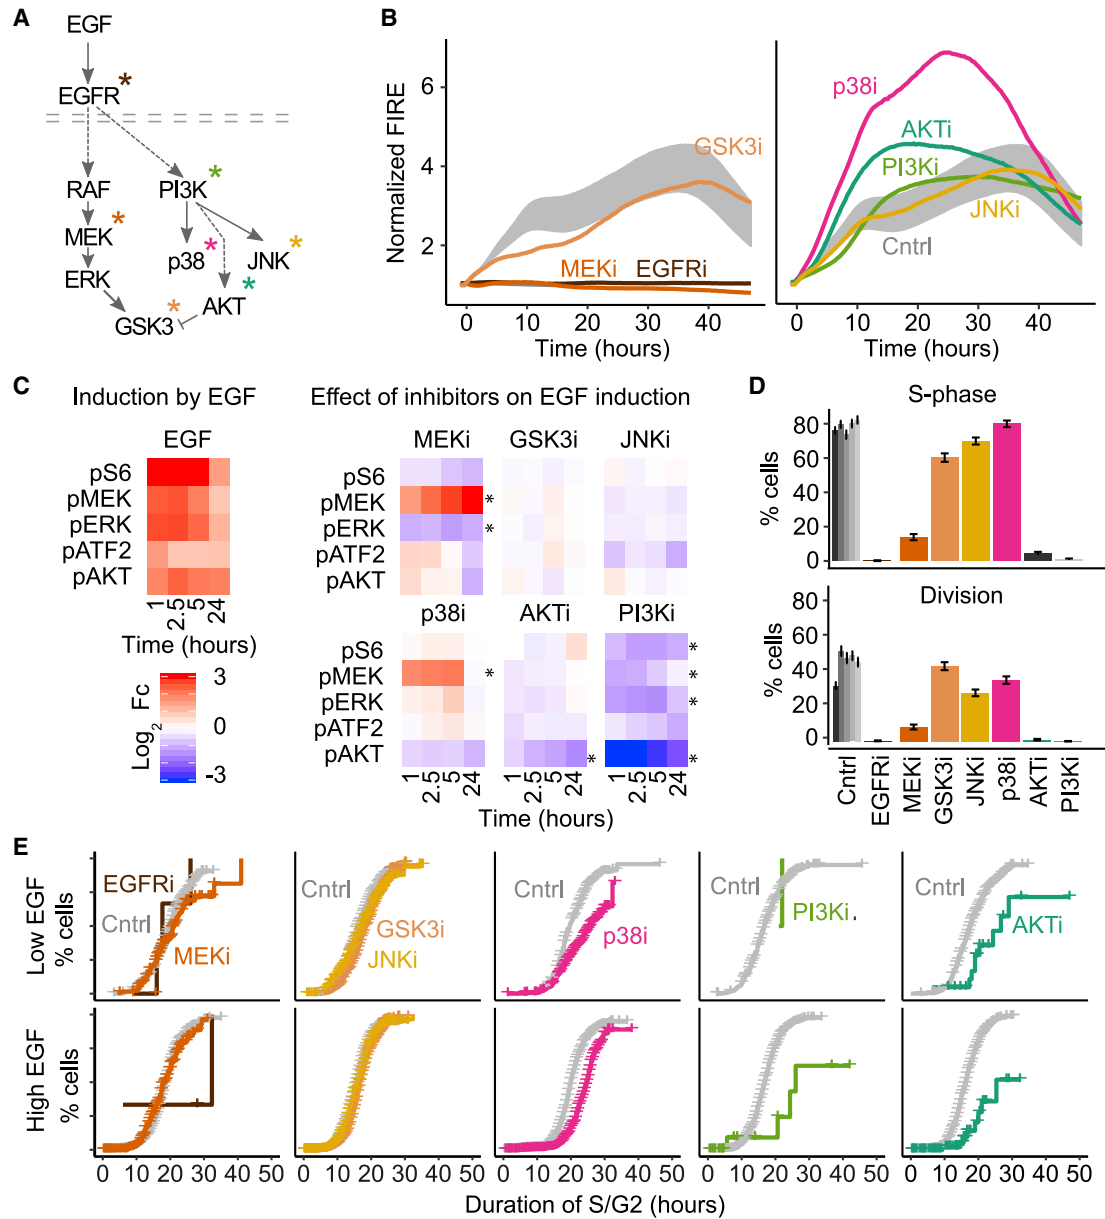 A
EGF
EGFR *
RAF
PI3K *
MEK *
p38 *
JNK *
ERK
AKT *
GSK3 *
B
Normalized FIRE
6
4
2
GSK3i
MEKi
EGFRi
0 10 20 30 40
Time (hours)
p38i
AKTi
PI3Ki
JNKi
Cntrl
0 10 20 30 40
Time (hours)
C
Induction by EGF
EGF
pS6
pMEK
pERK
pATF2
pAKT
1 2.5 5 24
Time (hours)
Log2 Fc
3
0
-3
Effect of inhibitors on EGF induction
MEKi GSK3i JNKi
pS6
pMEK *
pERK *
pATF2
pAKT
p38i AKTi PI3Ki
pS6 *
pMEK * *
pERK *
pATF2
pAKT * *
1 2.5 5 24 1 2.5 5 24 1 2.5 5 24
Time (hours)
D
S-phase
% cells
80
60
40
20
0
Division
% cells
80
60
40
20
0
Cntrl EGFRi MEKi GSK3i JNKi p38i AKTi PI3Ki
E
Low EGF
% cells
EGFRi
Cntrl
MEKi
Cntrl
GSK3i
JNKi
Cntrl
p38i
Cntrl
PI3Ki
Cntrl
AKTi
High EGF
% cells
0 10 20 30 40 50 0 10 20 30 40 50 0 10 20 30 40 50 0 10 20 30 40 50 0 10 20 30 40 50
Duration of S/G2 (hours)